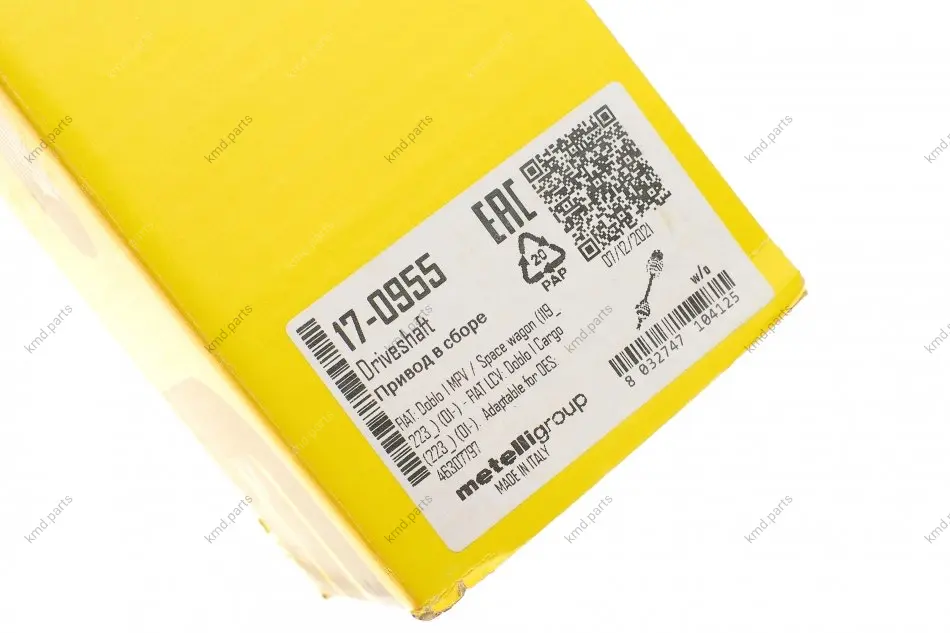 17-0955
Driveshaft
Привод в сборе
FIAT: Doblo I MPV / Space wagon (119_
223_) (01-) - FIAT LCV: Doblo I Cargo
(223_) (01-). Adaptable for OES:
46307797
metelligroup
MADE IN ITALY
EAC
20
PAP
07/12/2021
w/o
8 032747 104125
kmd.parts